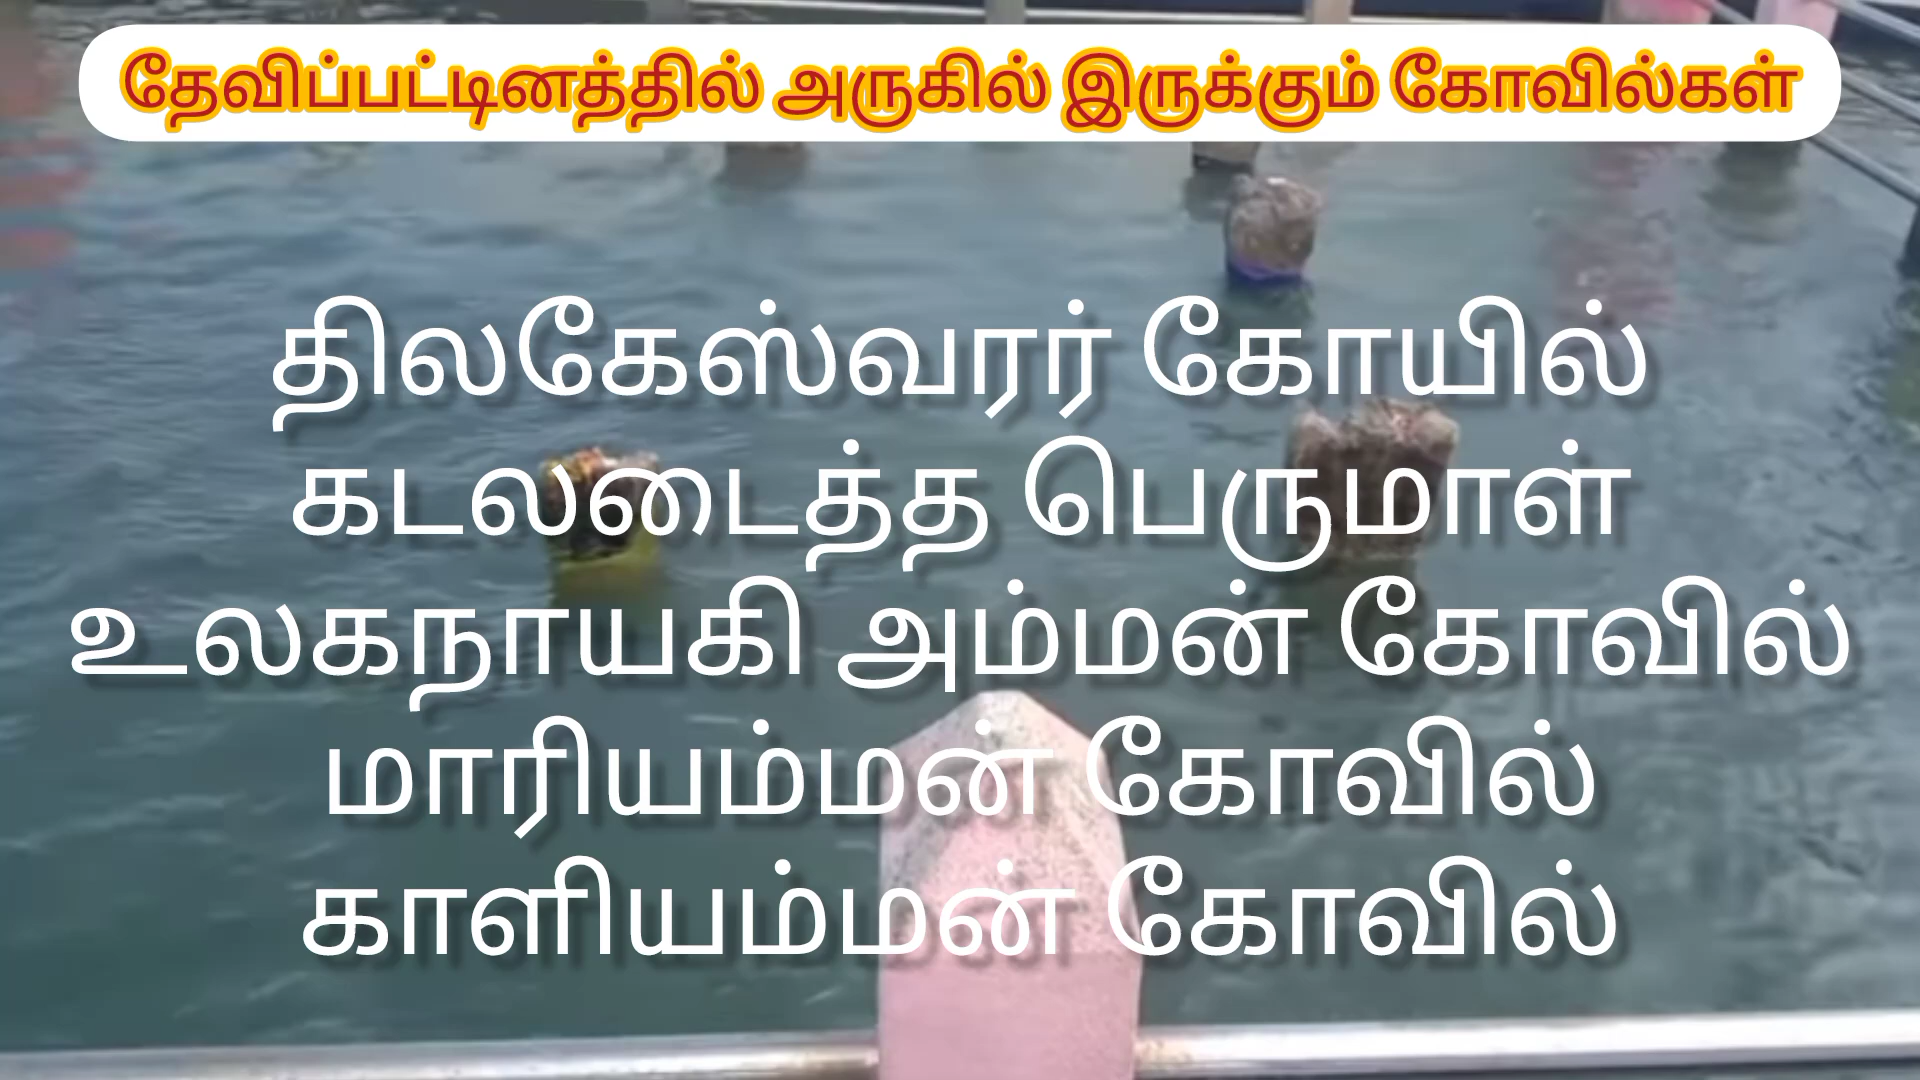 தேவிப்பட்டினத்தில் அருகில் இருக்கும் கோவில்கள்
திலகேஸ்வரர் கோயில்
கடலடைத்த பெருமாள்
உலகநாயகி அம்மன் கோவில்
மாரியம்மன் கோவில்
காளியம்மன் கோவில்